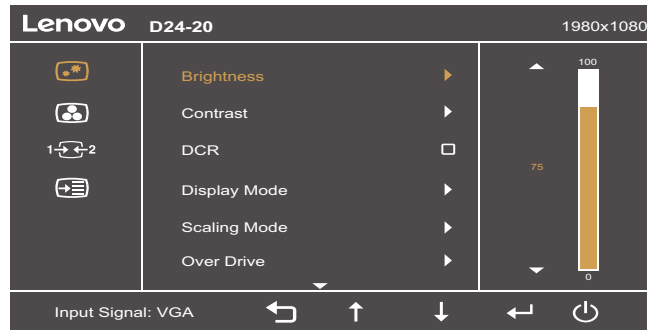 Lenovo D24-20 1980x1080
Brightness
Contrast
DCR
Display Mode
Scaling Mode
Over Drive
1 2
100
75
0
Input Signal: VGA